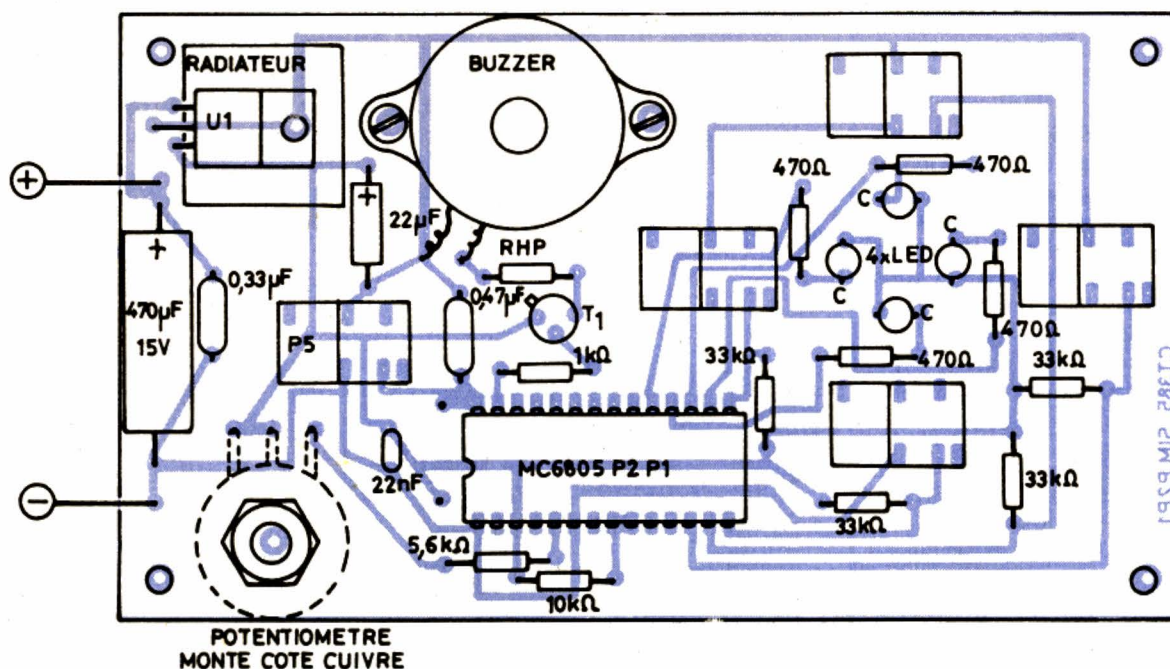 RADIATEUR
BUZZER
U1
+
+
22µF
RHP
470Ω
470Ω
C
4xLED
C
C
C
0,33µF
+
470µF
15V
P5
0,47µF
T1
1kΩ
33kΩ
470Ω
470Ω
33kΩ
MC6805 P2 P1
22nF
33kΩ
33kΩ
5,6kΩ
10kΩ
−
POTENTIOMETRE
MONTE COTE CUIVRE